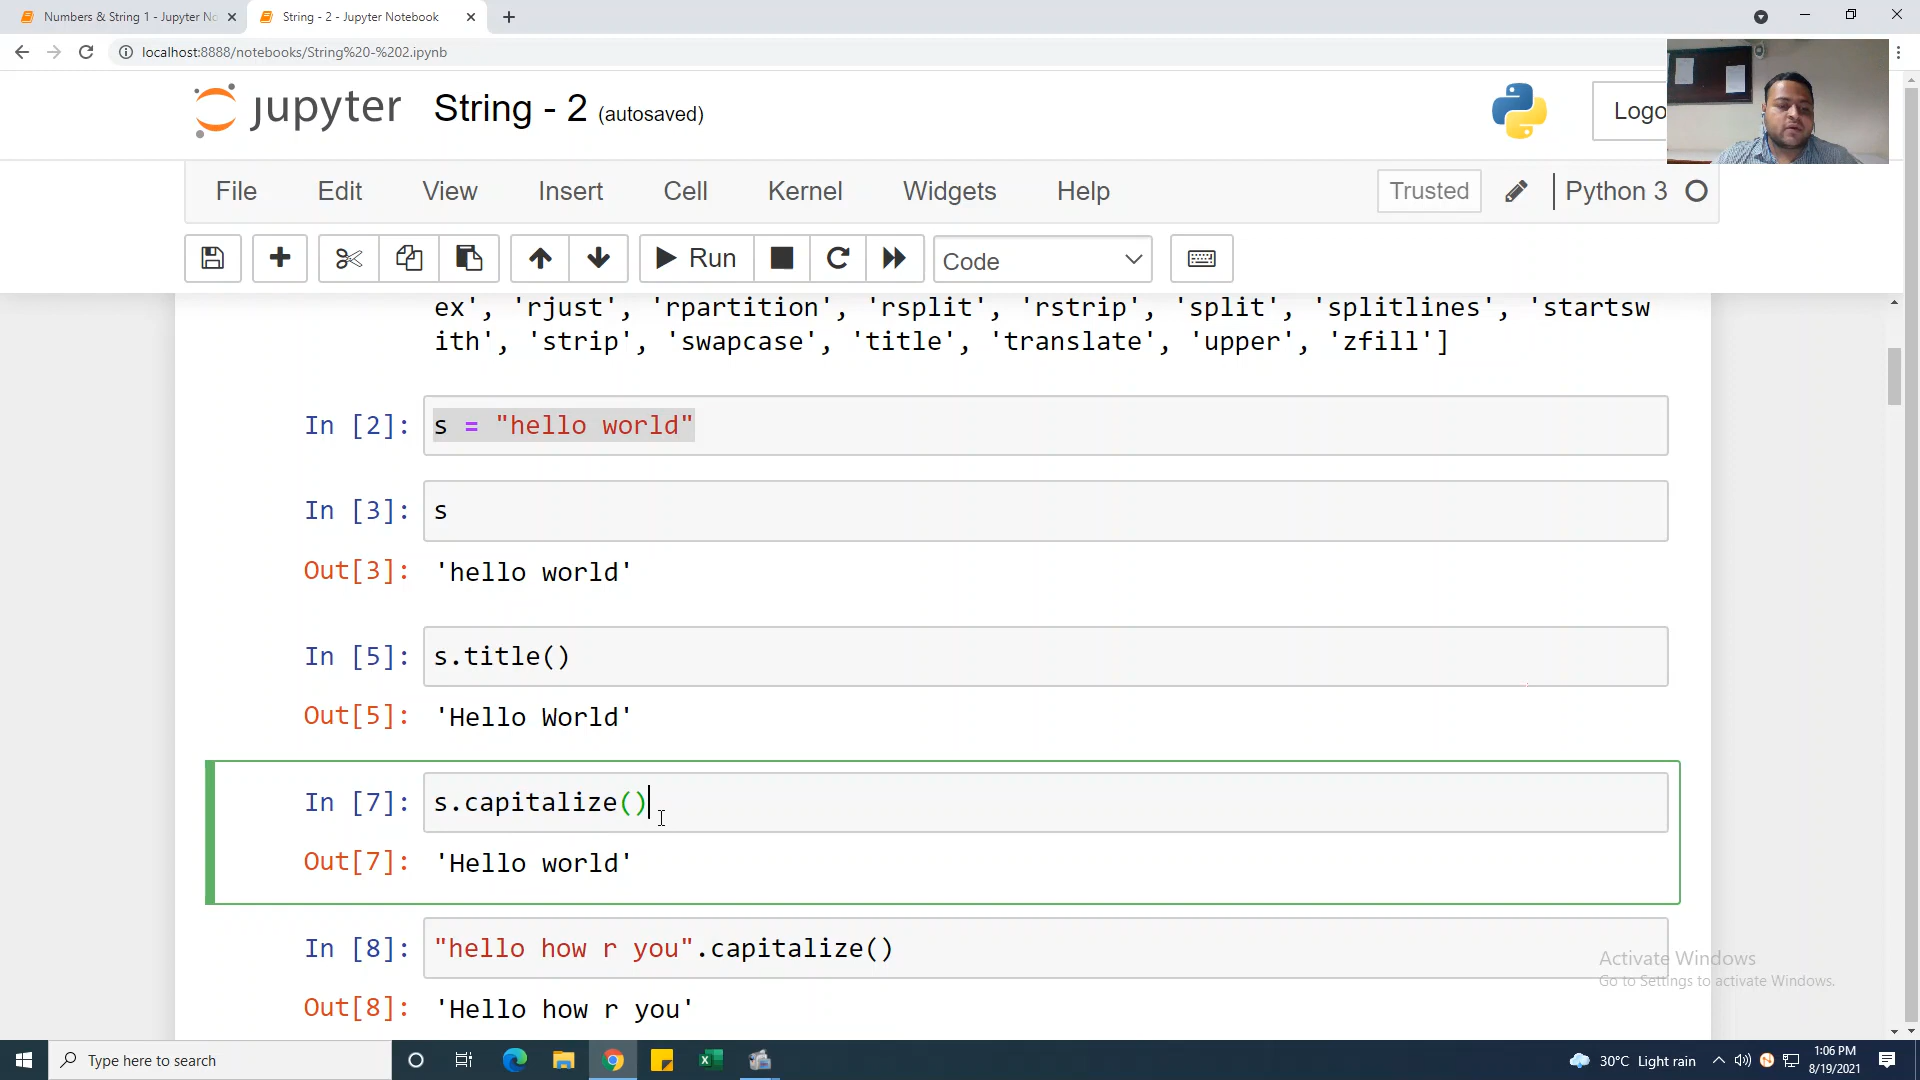 Numbers & String 1 - Jupyter No
String - 2 - Jupyter Notebook
localhost:8888/notebooks/String%20-%202.ipynb
jupyter String - 2 (autosaved)
Logo
File Edit View Insert Cell Kernel Widgets Help Trusted Python 3
Run Code
ex', 'rjust', 'rpartition', 'rsplit', 'rstrip', 'split', 'splitlines', 'startsw
ith', 'strip', 'swapcase', 'title', 'translate', 'upper', 'zfill']
In [2]: s = "hello world"
In [3]: s
Out[3]: 'hello world'
In [5]: s.title()
Out[5]: 'Hello World'
In [7]: s.capitalize()
Out[7]: 'Hello world'
In [8]: "hello how r you".capitalize()
Out[8]: 'Hello how r you'
Activate Windows
Go to Settings to activate Windows.
Type here to search
30°C Light rain
1:06 PM
8/19/2021